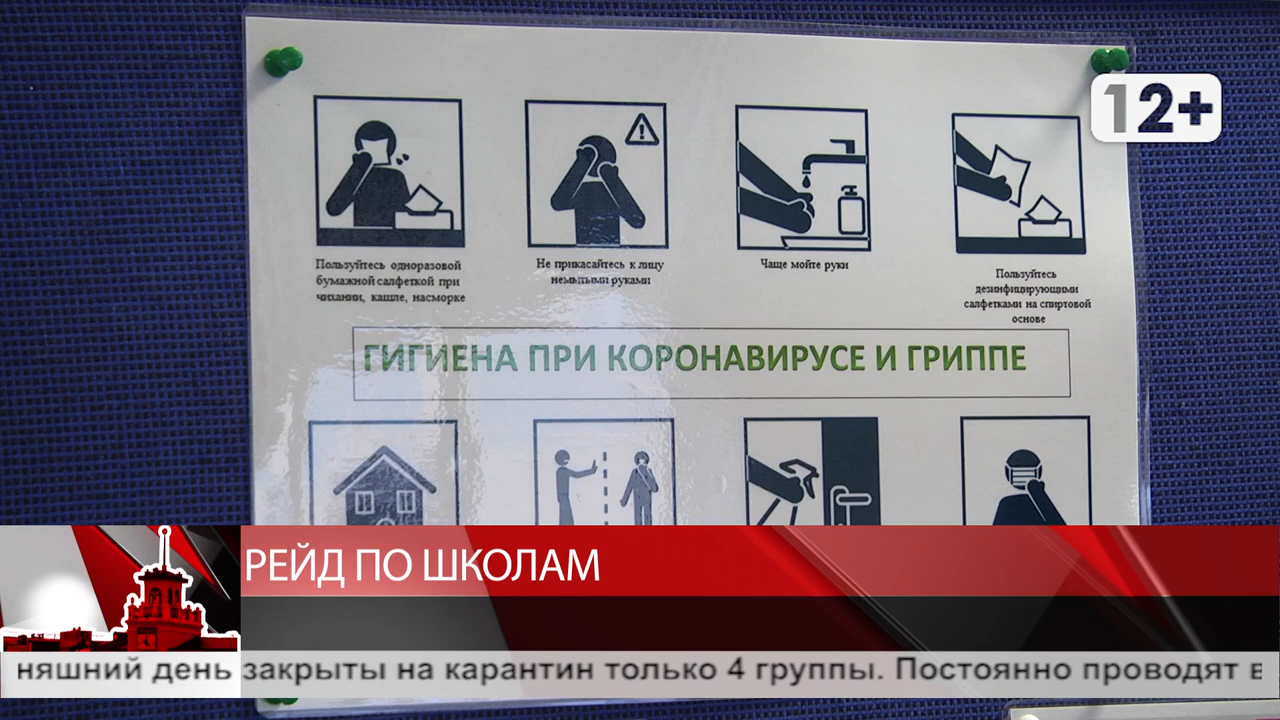 12+
Пользуйтесь одноразовой
бумажной салфеткой при
чихании, кашле, насморке
Не прикасайтесь к лицу
немытыми руками
Чаще мойте руки
Пользуйтесь
дезинфицирующими
салфетками на спиртовой
основе
ГИГИЕНА ПРИ КОРОНАВИРУСЕ И ГРИППЕ
РЕЙД ПО ШКОЛАМ
няшний день закрыты на карантин только 4 группы. Постоянно проводят в